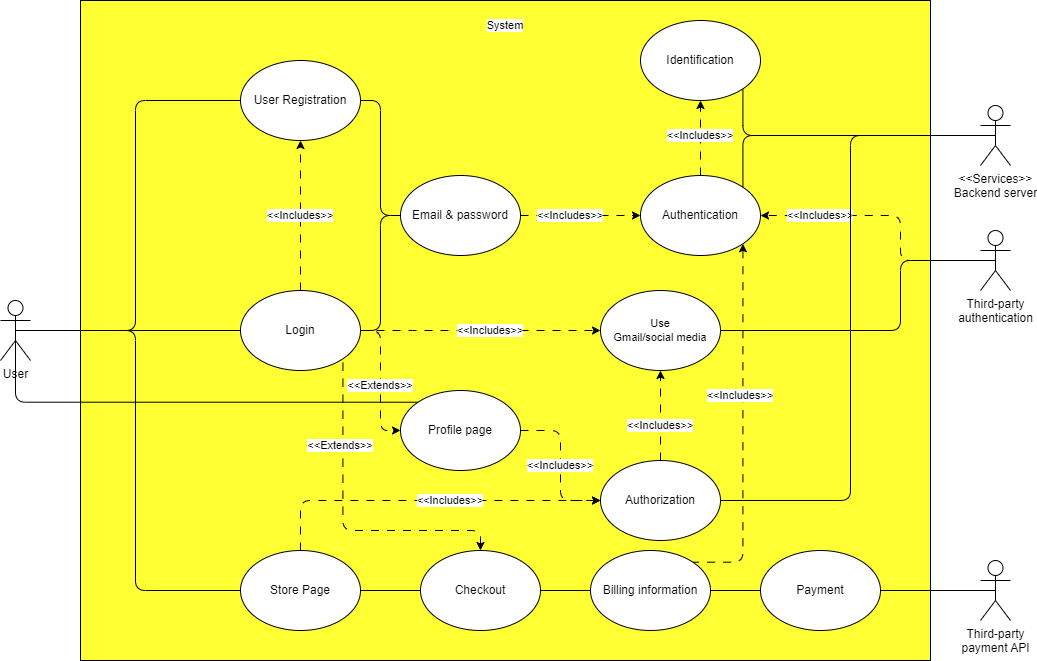 System
Identification
User Registration
<<Includes>>
<<Services>>
Backend server
<<Includes>>
Email & password
<<Includes>>
Authentication
<<Includes>>
Third-party
authentication
Login
<<Includes>>
Use
Gmail/social media
User
<<Extends>>
<<Includes>>
Profile page
<<Includes>>
<<Extends>>
<<Includes>>
<<Includes>>
Authorization
Store Page
Checkout
Billing information
Payment
Third-party
payment API